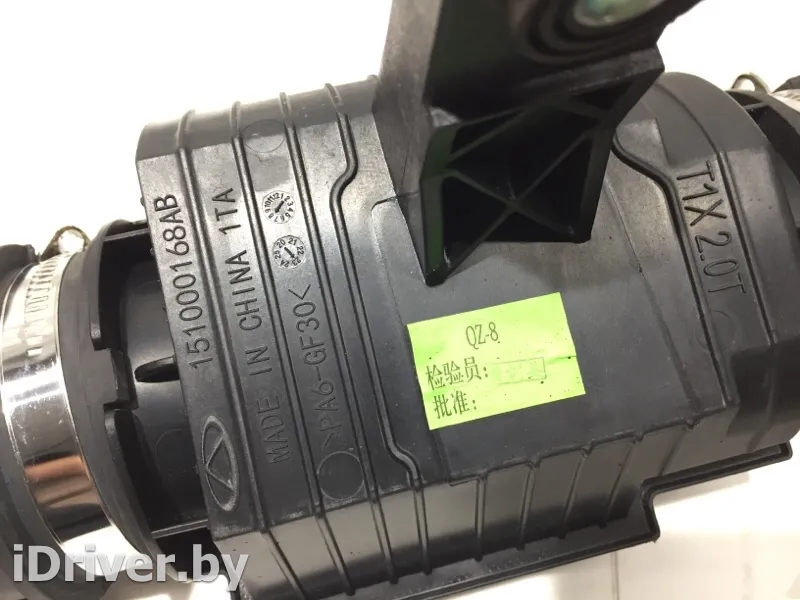 151000168AB
MADE IN CHINA 1TA
>PA6-GF30<
T1X 2.0T
QZ-8
检验员:
批准:
iDriver.by